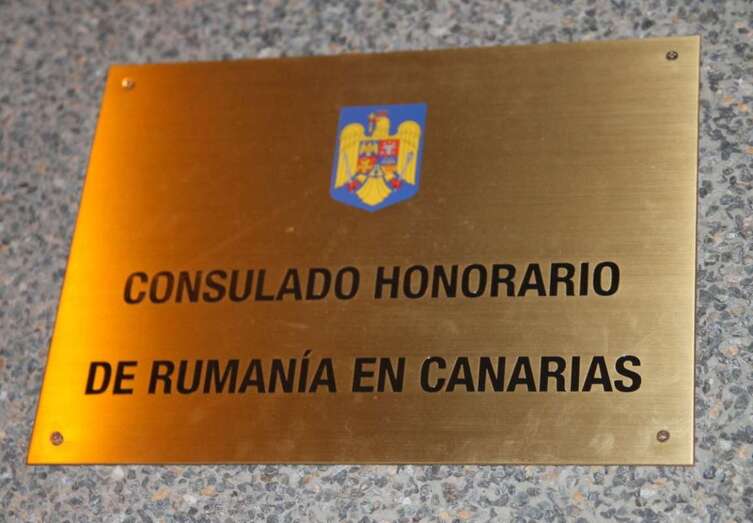 CONSULADO HONORARIO
DE RUMANÍA EN CANARIAS